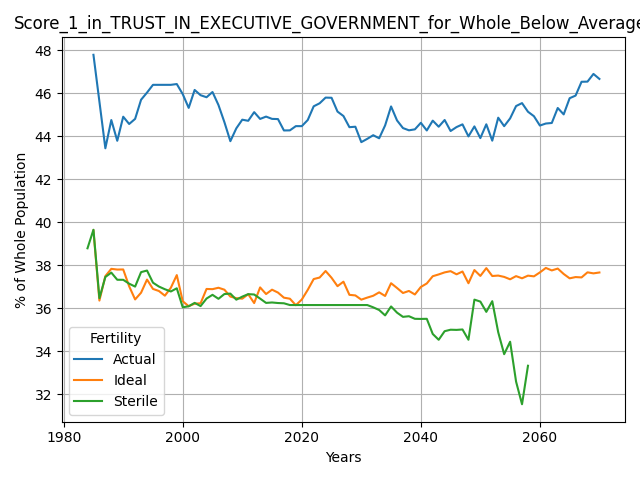 Score_1_in_TRUST_IN_EXECUTIVE_GOVERNMENT_for_Whole_Below_Average
% of Whole Population
48
46
44
42
40
38
36
34
32
Fertility
Actual
Ideal
Sterile
1980 2000 2020 2040 2060
Years